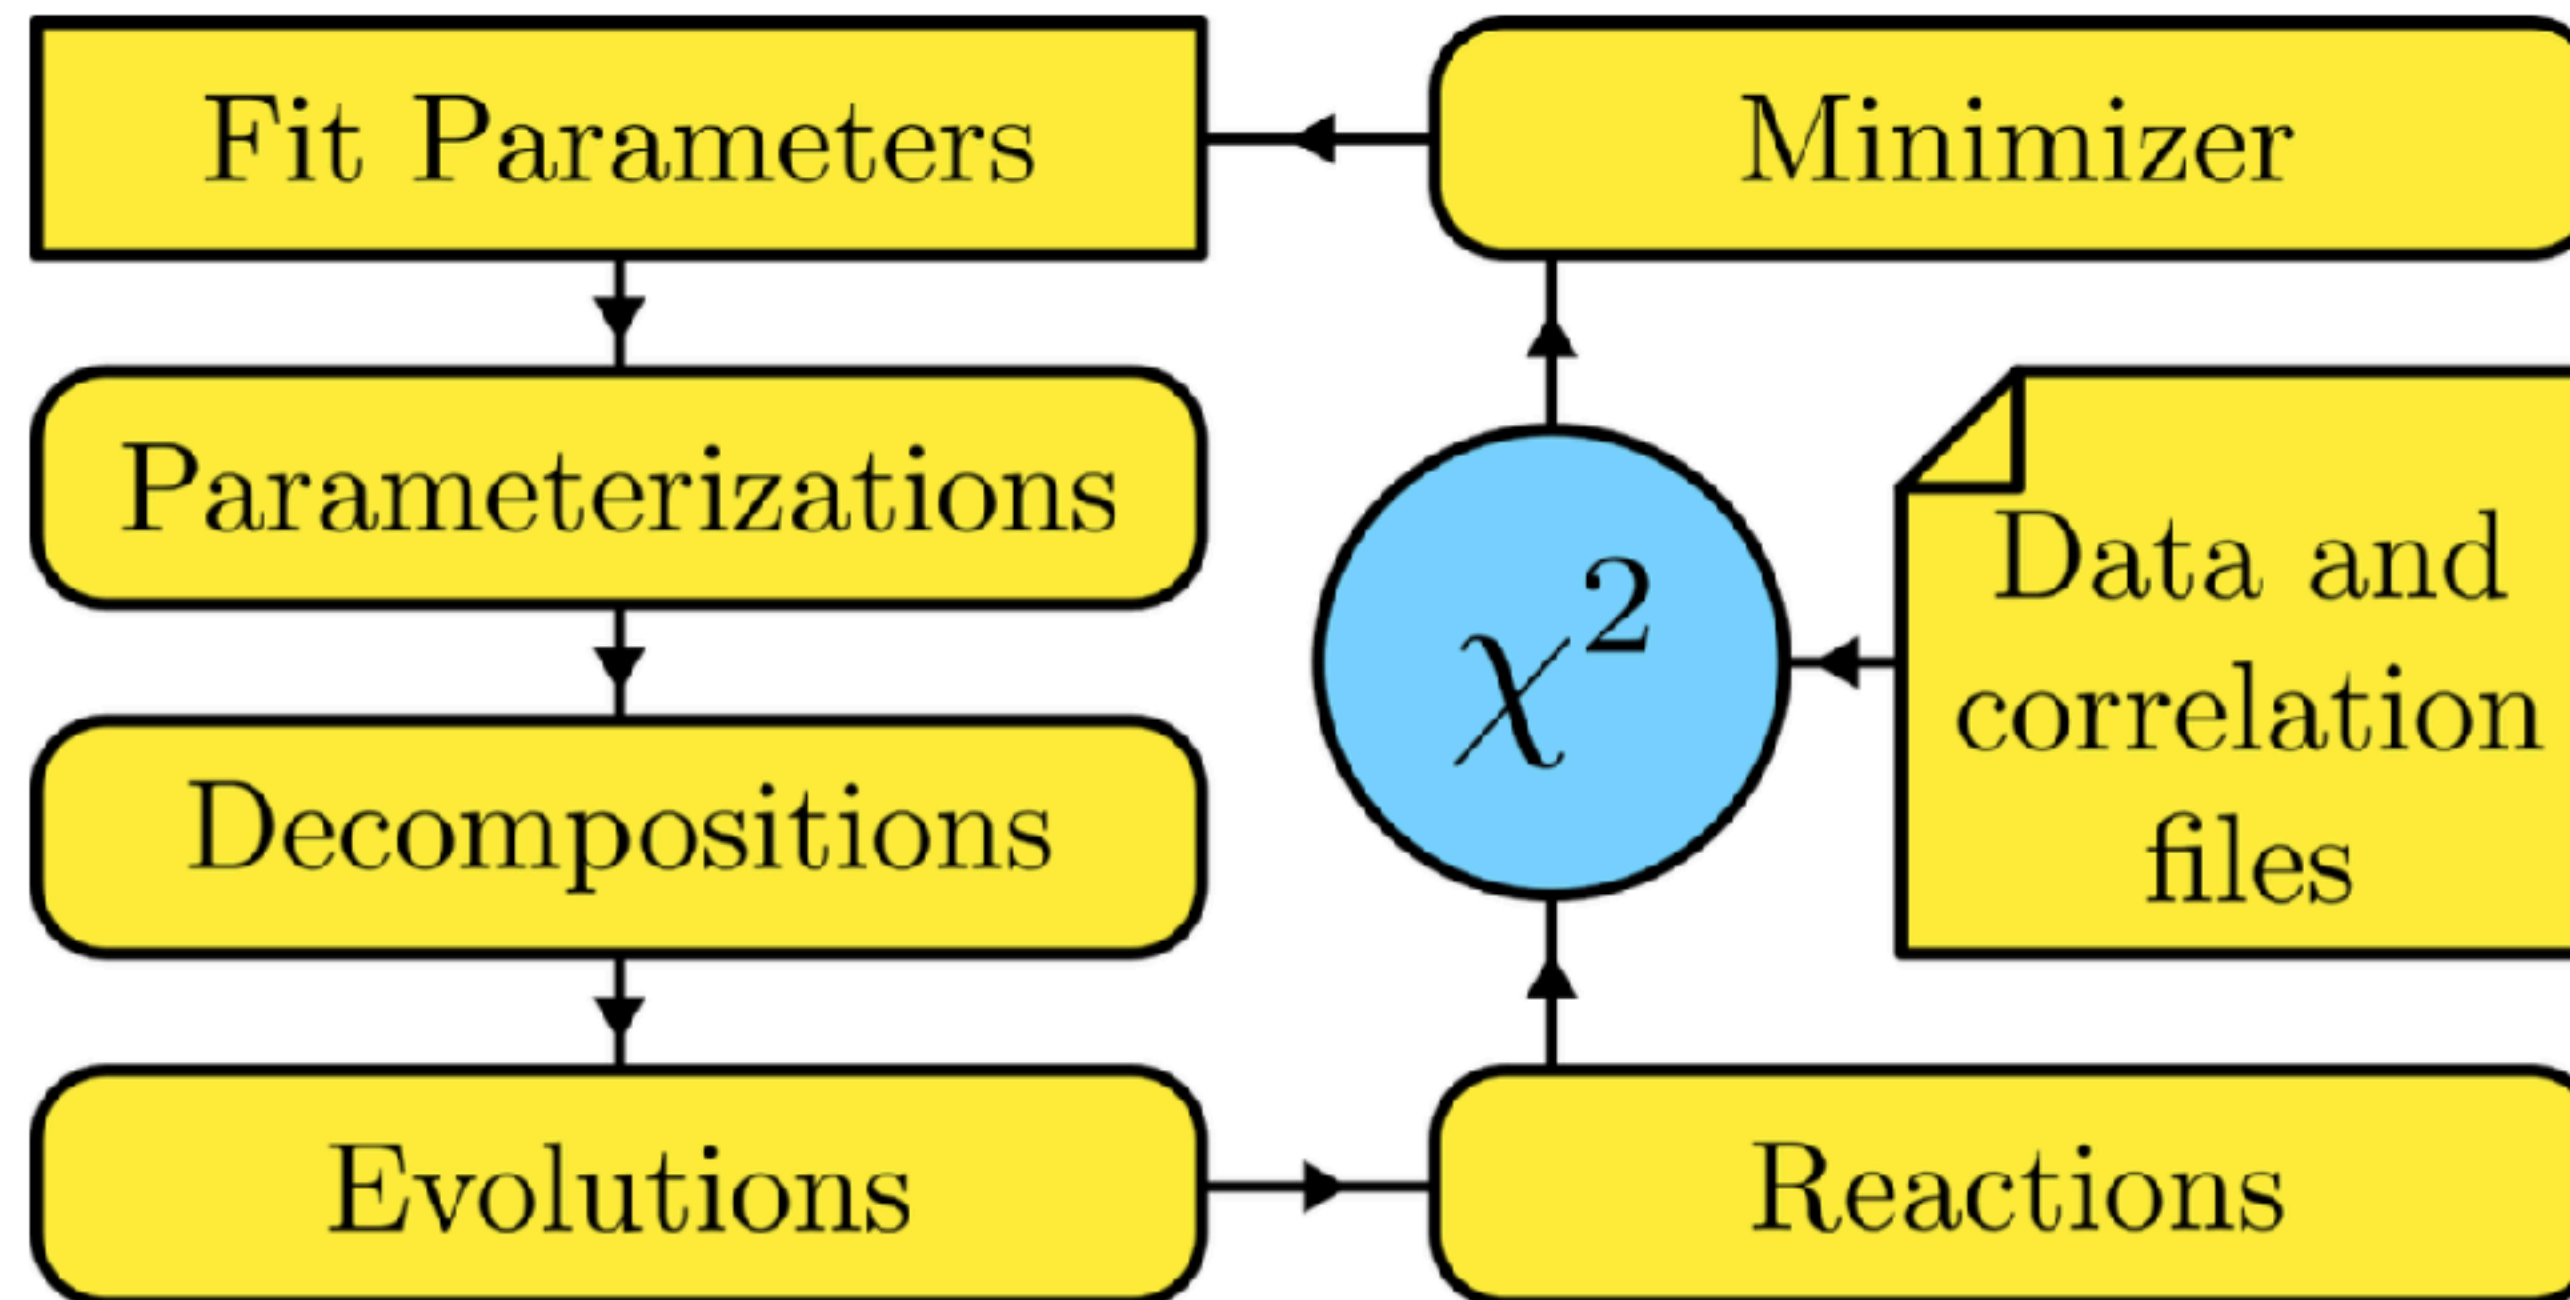 Fit Parameters
Minimizer
Parameterizations
Decompositions
χ²
Data and
correlation
files
Evolutions
Reactions